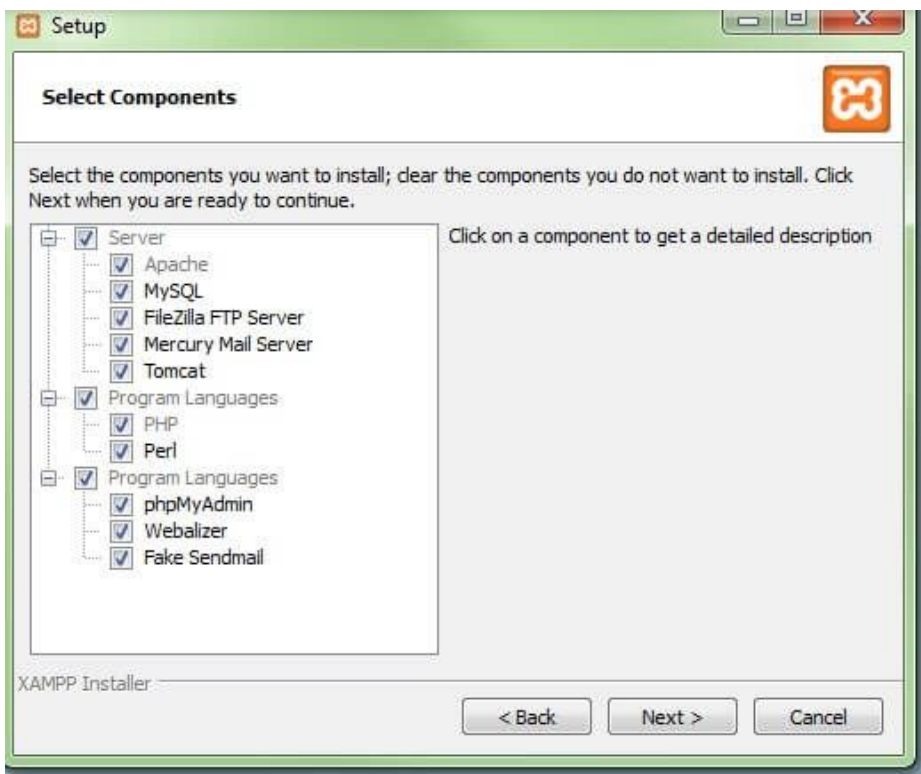 Setup
Select Components
Select the components you want to install; clear the components you do not want to install. Click
Next when you are ready to continue.
Server
Apache
MySQL
FileZilla FTP Server
Mercury Mail Server
Tomcat
Program Languages
PHP
Perl
Program Languages
phpMyAdmin
Webalizer
Fake Sendmail
Click on a component to get a detailed description
XAMPP Installer
< Back
Next >
Cancel